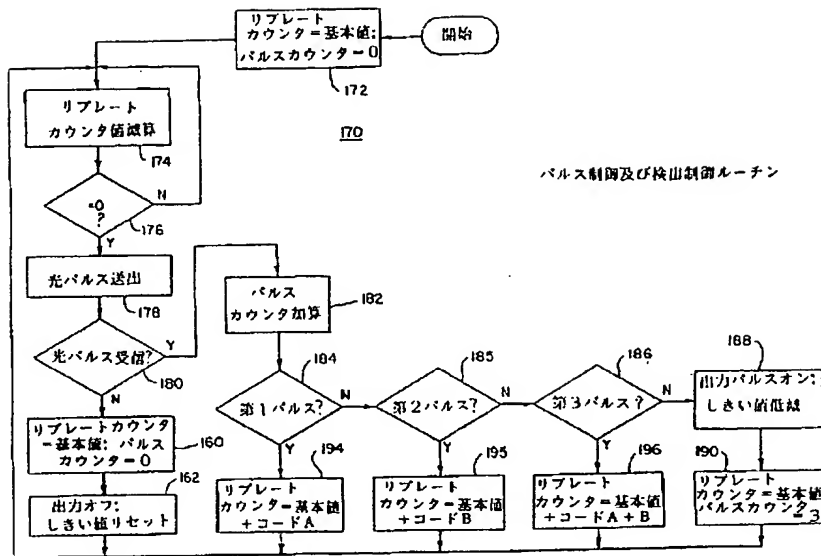 開始
リプレート
カウンタ=基本値:
パルスカウンター=0
172
170
パルス制御及び検出制御ルーチン
リプレート
カウンタ値減算
174
=0
?
N
176
Y
光パルス送出
178
光パルス受信?
Y
180
N
リプレートカウンタ
=基本値: パルス
カウンター=0
160
出力オフ:
しきい値リセット
162
パルス
カウンタ加算
182
184
第1パルス?
N
Y
185
第2パルス?
N
Y
186
第3パルス?
N
Y
188
出力パルスオン:
しきい値低減
194
リプレート
カウンタ=基本値
+コードA
195
リプレート
カウンタ=基本値
+コードB
196
リプレート
カウンタ=基本値
+コードA+B
190
リプレート
カウンタ=基本値
パルスカウンタ=3